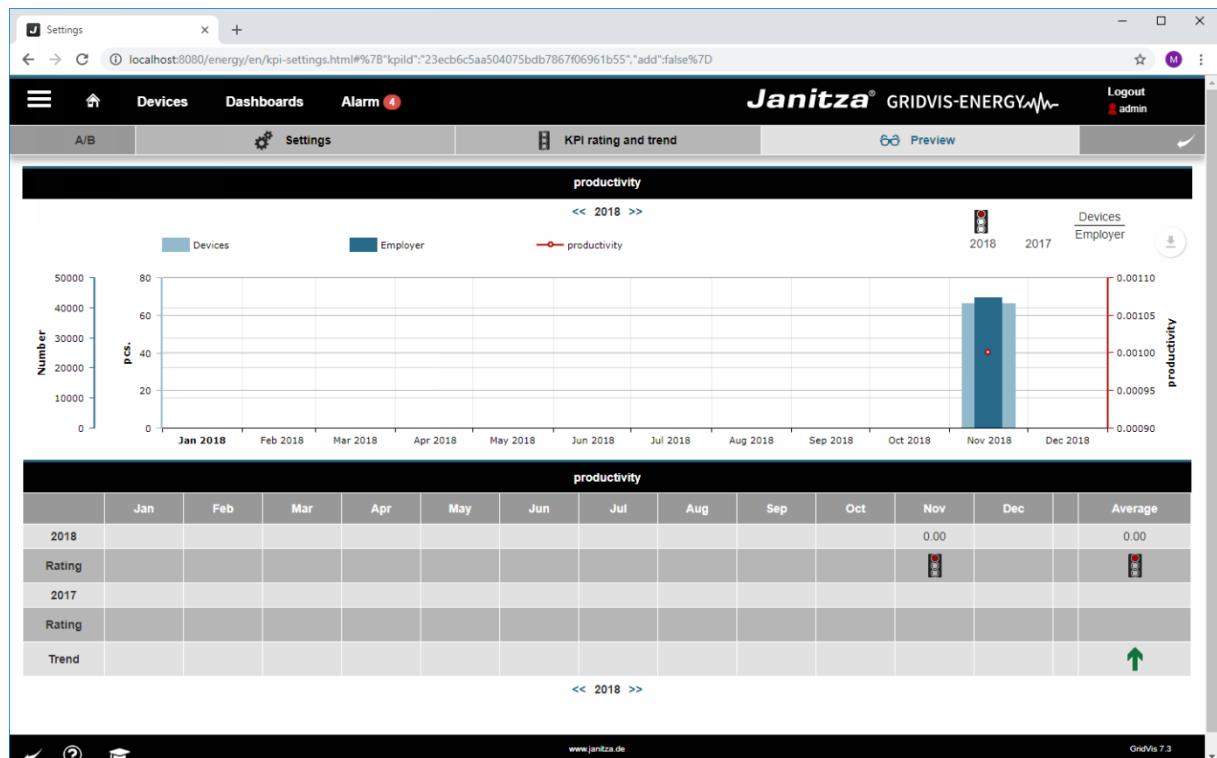 Settings
localhost:8080/energy/en/kpi-settings.html#%7B"kpiId":"23ecb6c5aa504075bdb7867f06961b55","add":false%7D
M
Devices Dashboards Alarm 4 Janitza® GRIDVIS-ENERGY Logout
admin
A/B Settings KPI rating and trend Preview
productivity
<< 2018 >>
Devices Employer productivity
2018 2017
Devices
Employer
50000 80 0.00110
40000 60 0.00105
30000 40 0.00100
20000 20 0.00095
10000
0 0 0.00090
Number
pcs.
productivity
Jan 2018 Feb 2018 Mar 2018 Apr 2018 May 2018 Jun 2018 Jul 2018 Aug 2018 Sep 2018 Oct 2018 Nov 2018 Dec 2018
productivity
Jan Feb Mar Apr May Jun Jul Aug Sep Oct Nov Dec Average
2018 0.00 0.00
Rating
2017
Rating
Trend
<< 2018 >>
www.janitza.de GridVis 7.3